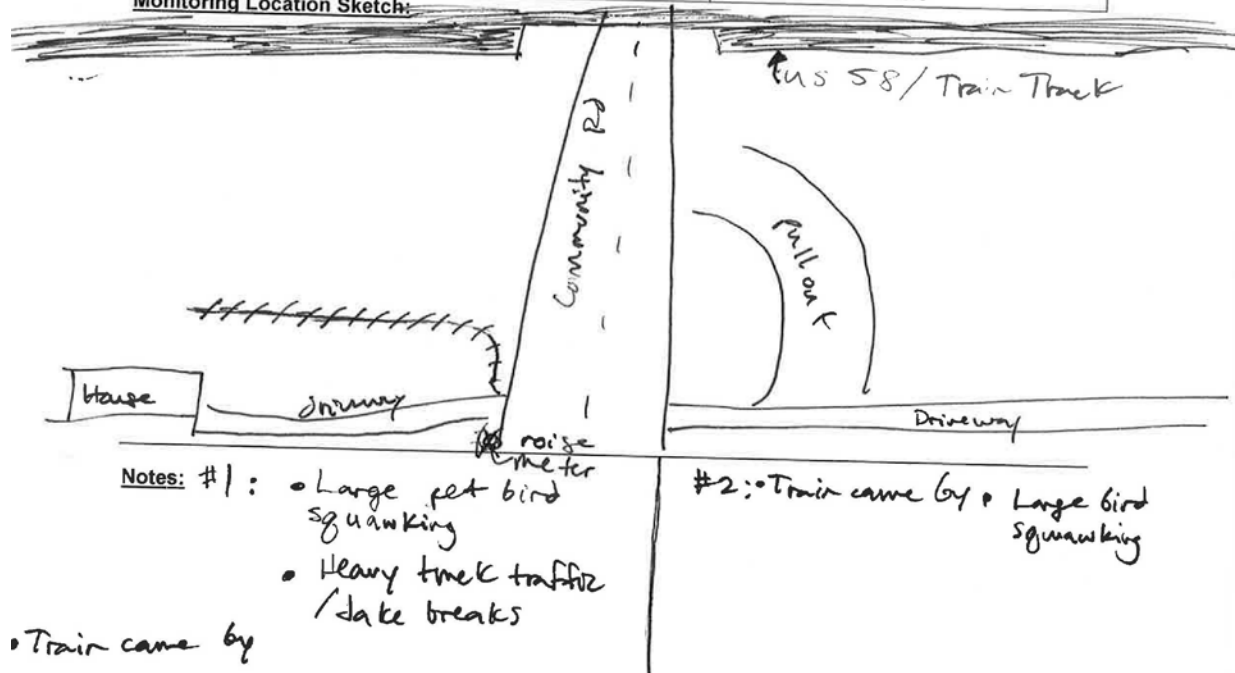 Monitoring Location Sketch:
US 58/ Train Track
Community Rd
Pull out
House
Driveway
Driveway
noise
meter
Notes: #1: • Large pet bird
squawking
• Heavy truck traffic
/Jake breaks
• Train came by
#2: • Train came by • Large bird
squawking